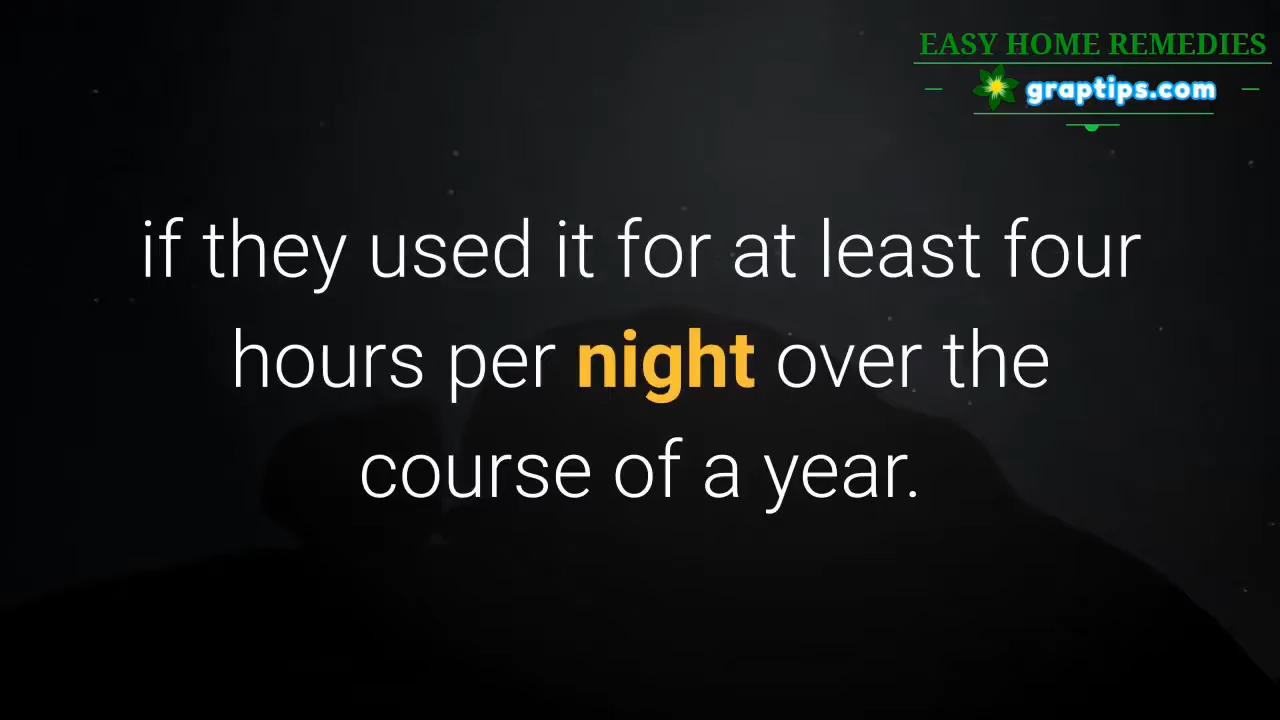 EASY HOME REMEDIES
graptips.com
if they used it for at least four
hours per night over the
course of a year.